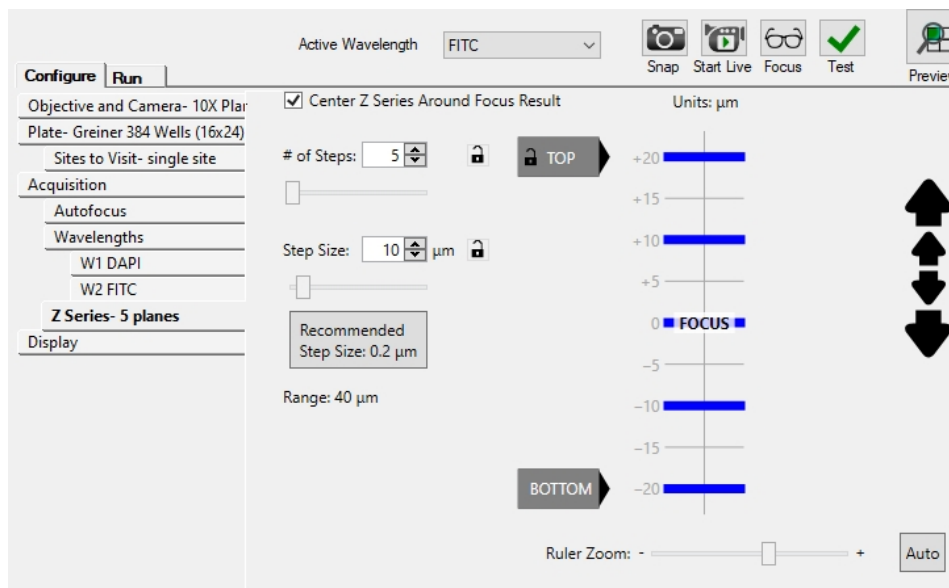 Active Wavelength
FITC
Snap
Start Live
Focus
Test
Preview
Configure
Run
Objective and Camera- 10X Plan
Plate- Greiner 384 Wells (16x24)
Sites to Visit- single site
Acquisition
Autofocus
Wavelengths
W1 DAPI
W2 FITC
Z Series- 5 planes
Display
Center Z Series Around Focus Result
# of Steps: 5
Step Size: 10 µm
Recommended
Step Size: 0.2 µm
Range: 40 µm
Units: µm
TOP
+20
+15
+10
+5
0 FOCUS
−5
−10
−15
BOTTOM
−20
Ruler Zoom: - +
Auto